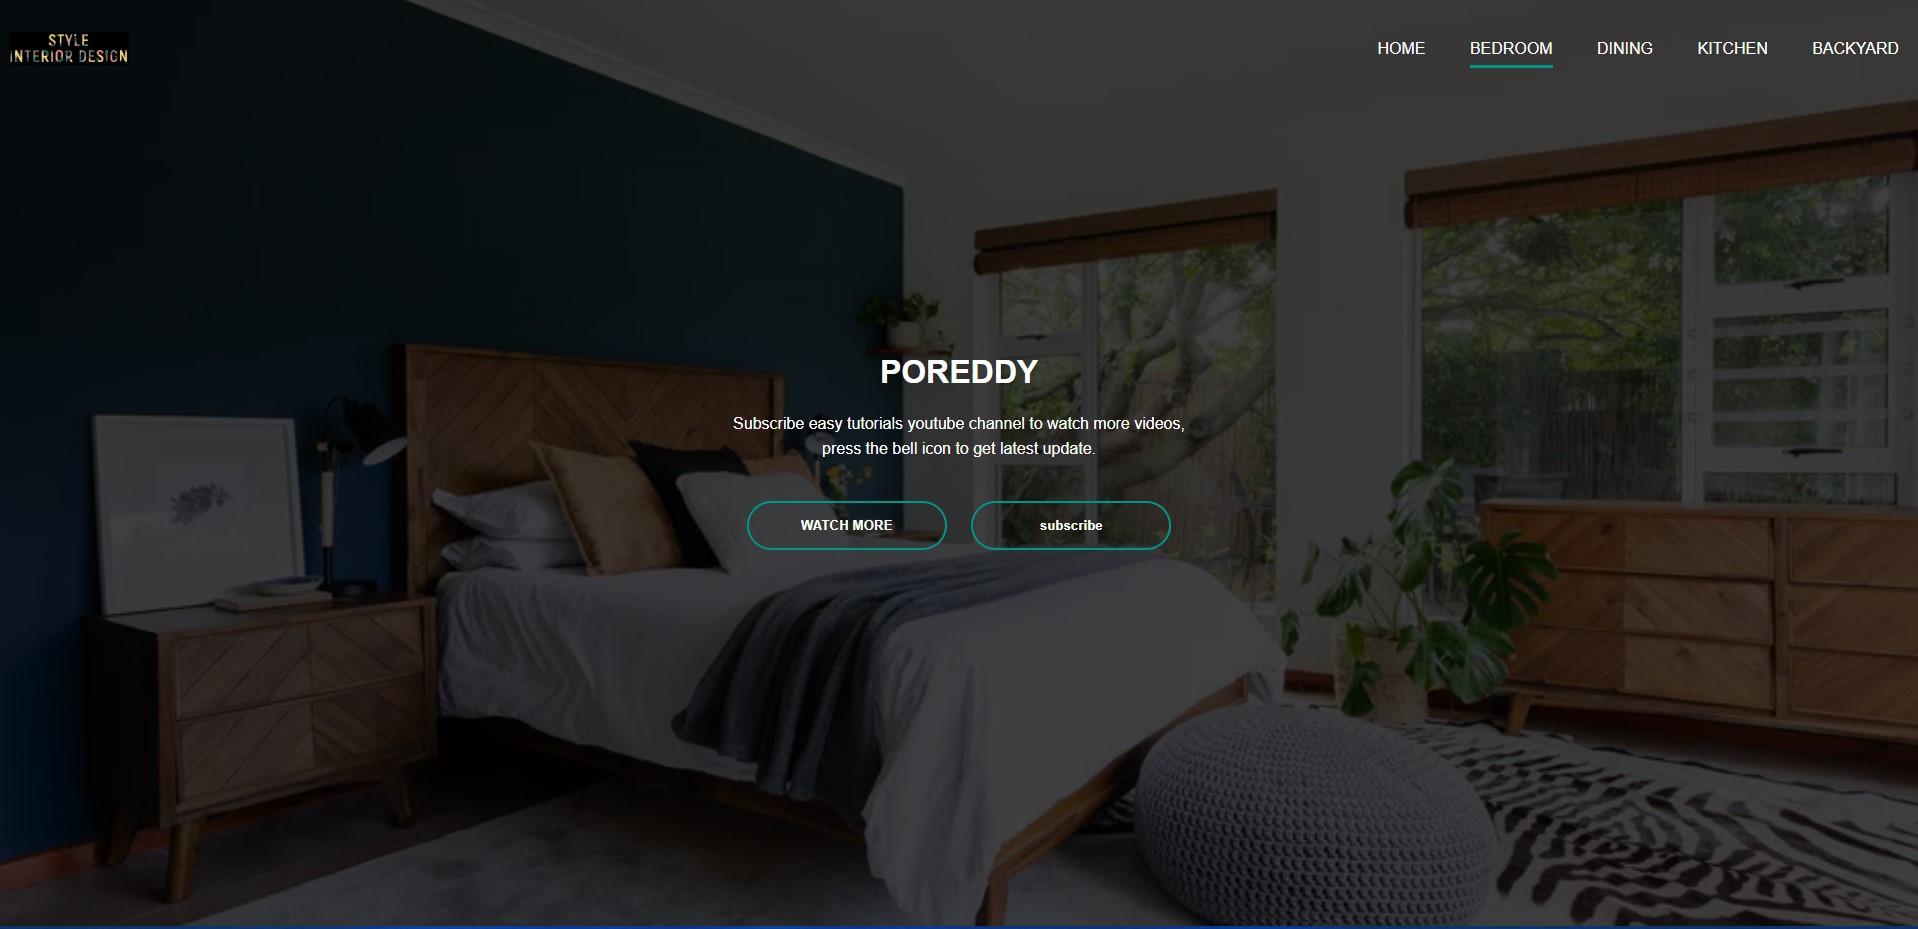 STYLE
INTERIOR DESIGN
HOME BEDROOM DINING KITCHEN BACKYARD
POREDDY
Subscribe easy tutorials youtube channel to watch more videos,
press the bell icon to get latest update.
WATCH MORE subscribe